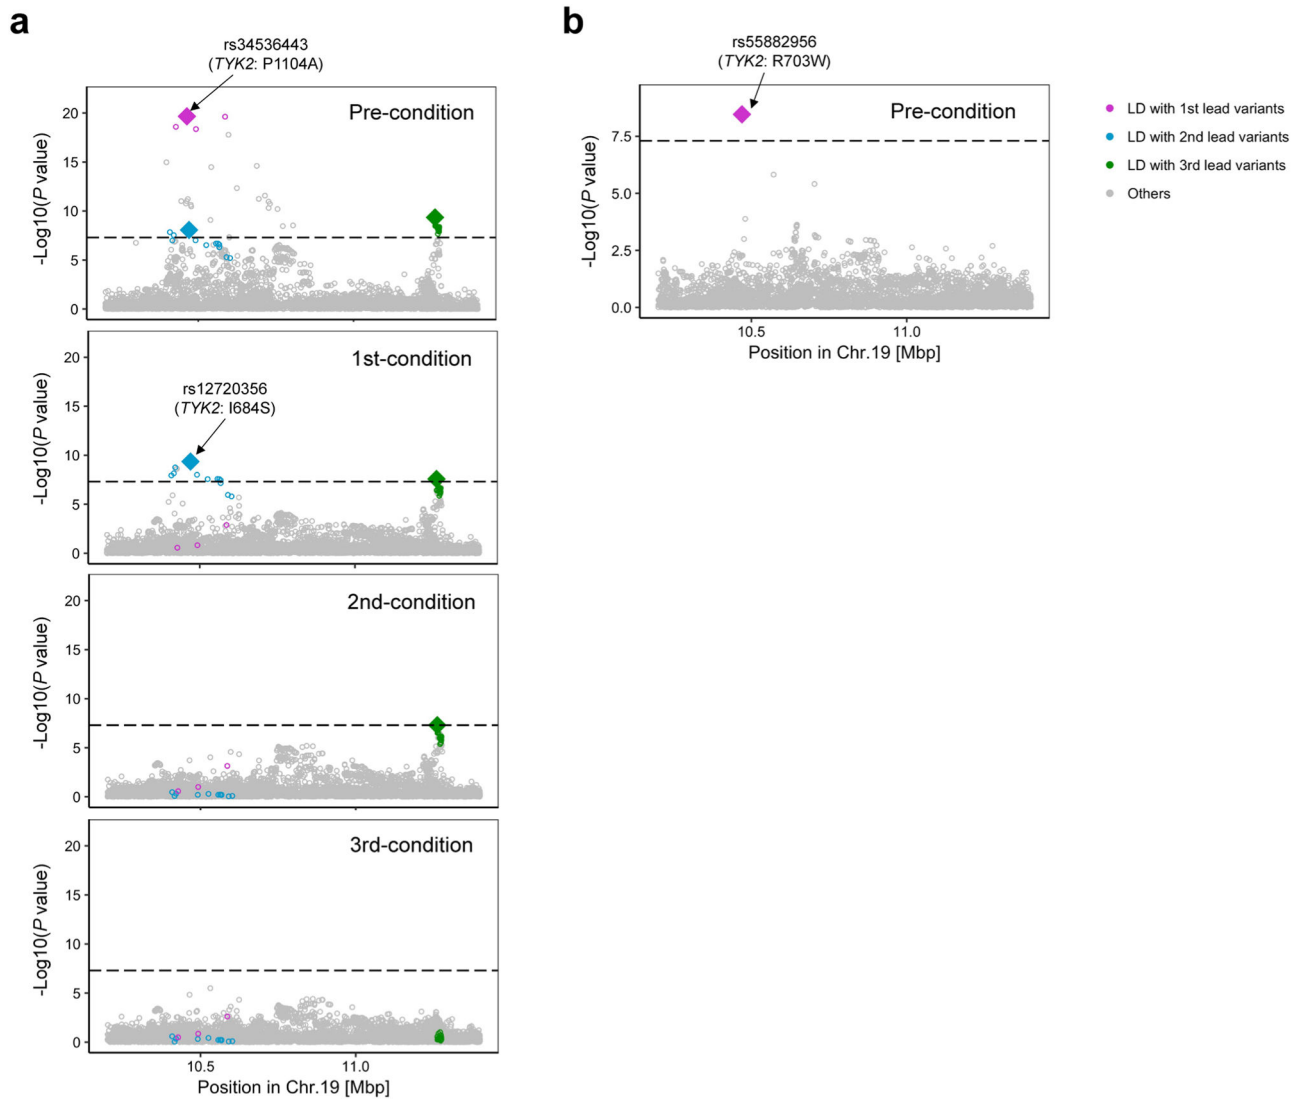 a
rs34536443
(TYK2: P1104A)
Pre-condition
-Log10(P value)
20
15
10
5
0
1st-condition
rs12720356
(TYK2: I684S)
-Log10(P value)
20
15
10
5
0
2nd-condition
-Log10(P value)
20
15
10
5
0
3rd-condition
-Log10(P value)
20
15
10
5
0
10.5 11.0
Position in Chr.19 [Mbp]
b
rs55882956
(TYK2: R703W)
Pre-condition
-Log10(P value)
7.5
5.0
2.5
0.0
10.5 11.0
Position in Chr.19 [Mbp]
LD with 1st lead variants
LD with 2nd lead variants
LD with 3rd lead variants
Others